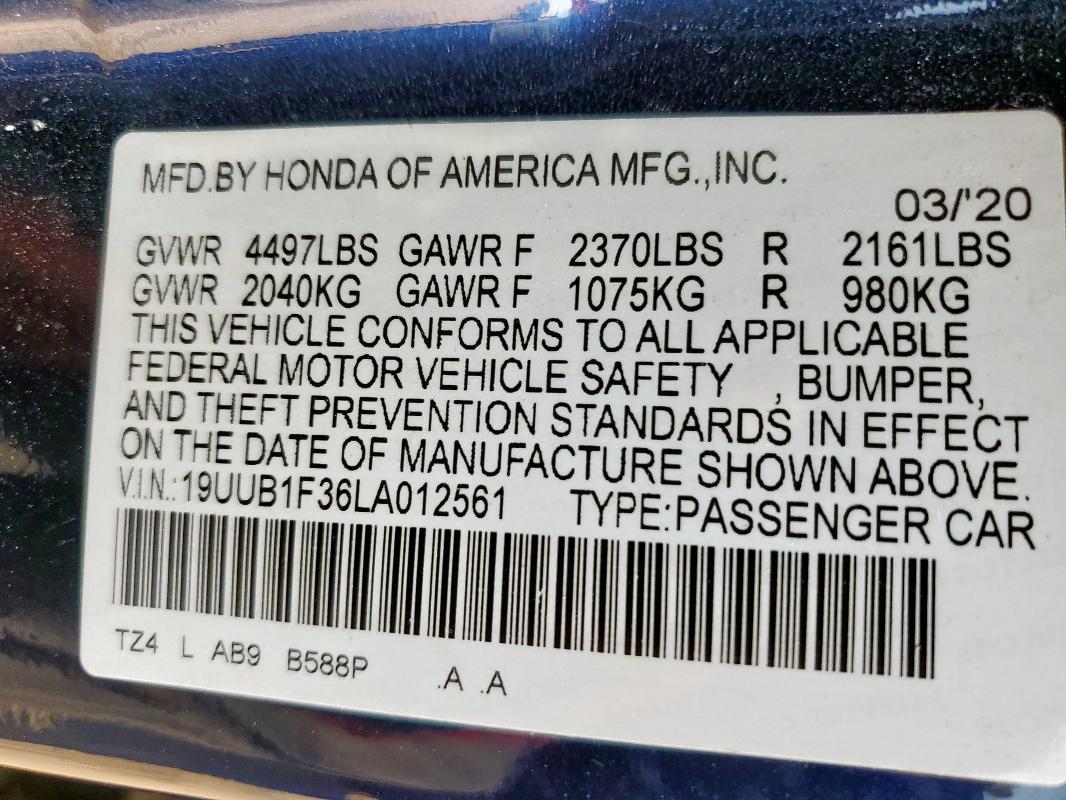 MFD.BY HONDA OF AMERICA MFG.,INC.
03/'20
GVWR 4497LBS GAWR F 2370LBS R 2161LBS
GVWR 2040KG GAWR F 1075KG R 980KG
THIS VEHICLE CONFORMS TO ALL APPLICABLE
FEDERAL MOTOR VEHICLE SAFETY , BUMPER,
AND THEFT PREVENTION STANDARDS IN EFFECT
ON THE DATE OF MANUFACTURE SHOWN ABOVE.
V.I.N.:19UUB1F36LA012561 TYPE:PASSENGER CAR
TZ4 L AB9 B588P .A .A